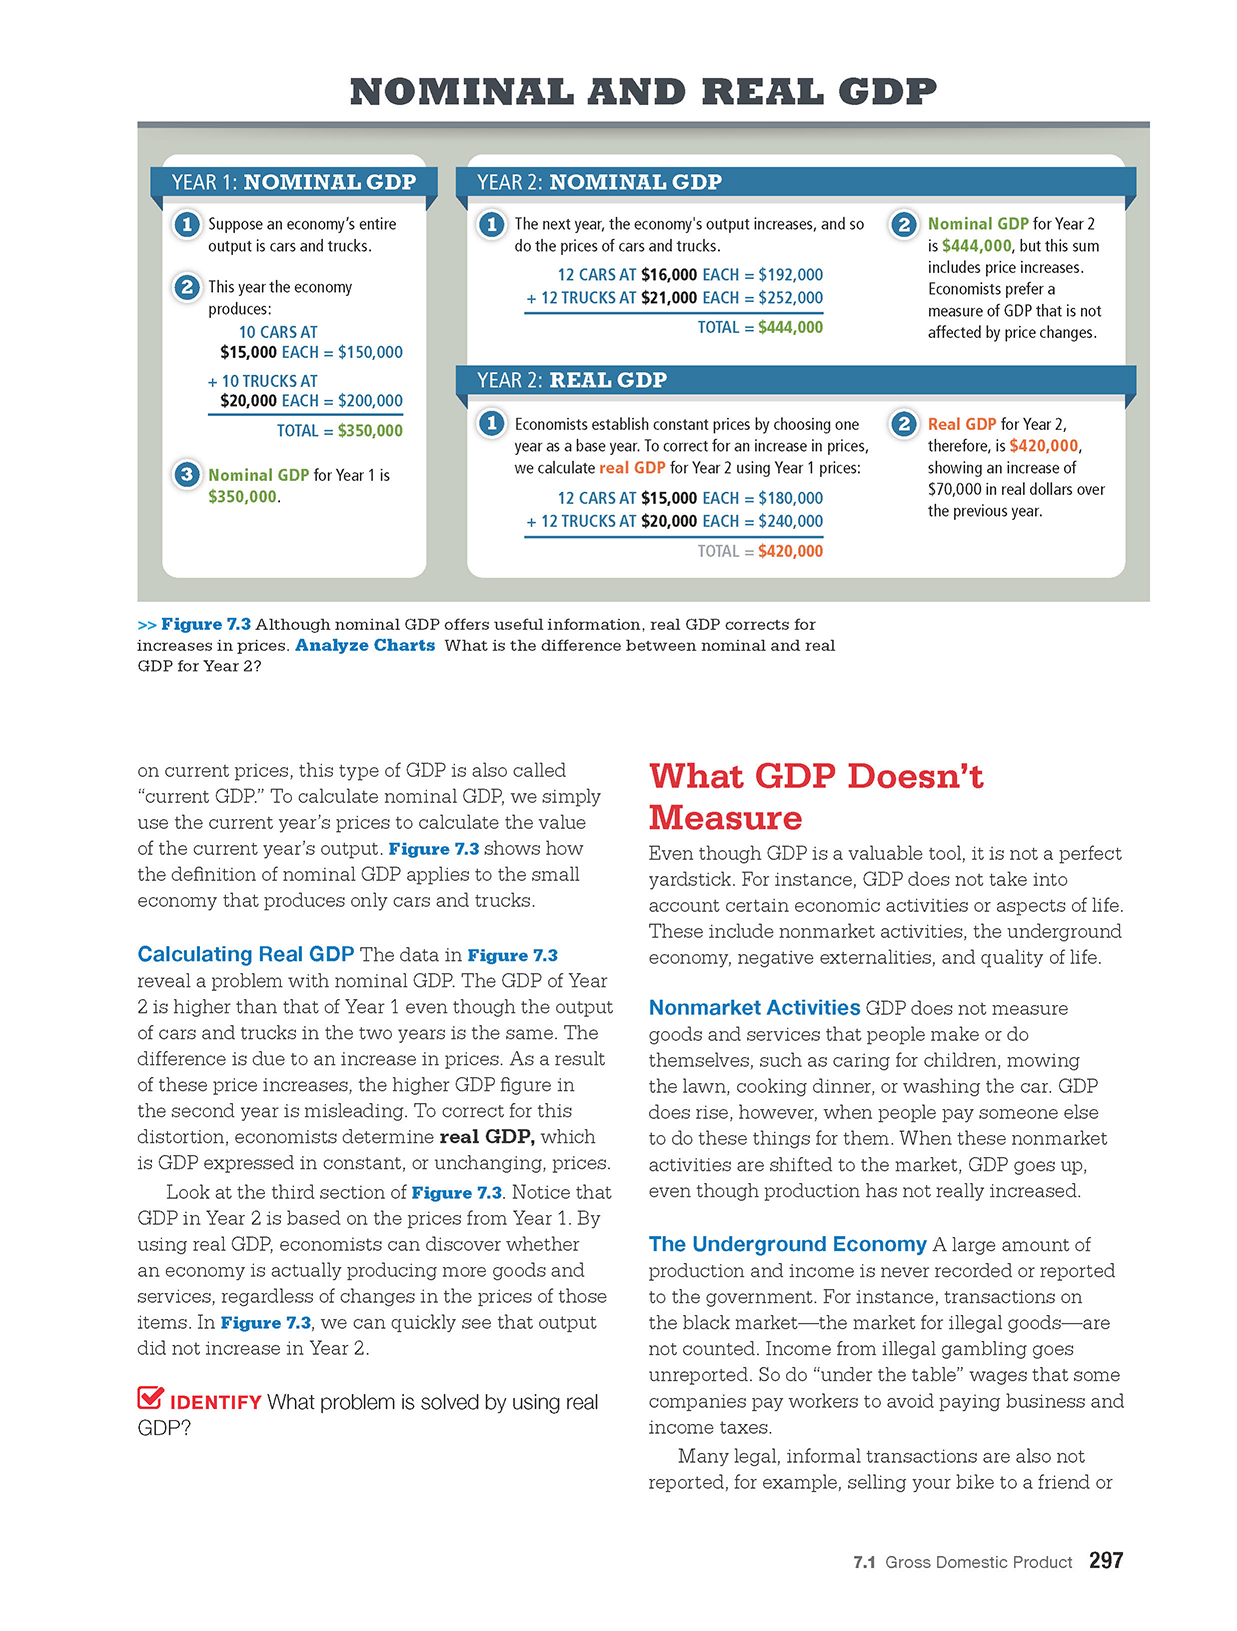 NOMINAL AND REAL GDP
YEAR 1: NOMINAL GDP
1 Suppose an economy’s entire
output is cars and trucks.
2 This year the economy
produces:
10 CARS AT
$15,000 EACH = $150,000
+ 10 TRUCKS AT
$20,000 EACH = $200,000
TOTAL = $350,000
3 Nominal GDP for Year 1 is
$350,000.
YEAR 2: NOMINAL GDP
1 The next year, the economy's output increases, and so
do the prices of cars and trucks.
12 CARS AT $16,000 EACH = $192,000
+ 12 TRUCKS AT $21,000 EACH = $252,000
TOTAL = $444,000
2 Nominal GDP for Year 2
is $444,000, but this sum
includes price increases.
Economists prefer a
measure of GDP that is not
affected by price changes.
YEAR 2: REAL GDP
1 Economists establish constant prices by choosing one
year as a base year. To correct for an increase in prices,
we calculate real GDP for Year 2 using Year 1 prices:
12 CARS AT $15,000 EACH = $180,000
+ 12 TRUCKS AT $20,000 EACH = $240,000
TOTAL = $420,000
2 Real GDP for Year 2,
therefore, is $420,000,
showing an increase of
$70,000 in real dollars over
the previous year.
>> Figure 7.3 Although nominal GDP offers useful information, real GDP corrects for
increases in prices. Analyze Charts What is the difference between nominal and real
GDP for Year 2?
on current prices, this type of GDP is also called
“current GDP.” To calculate nominal GDP, we simply
use the current year’s prices to calculate the value
of the current year’s output. Figure 7.3 shows how
the definition of nominal GDP applies to the small
economy that produces only cars and trucks.
Calculating Real GDP The data in Figure 7.3
reveal a problem with nominal GDP. The GDP of Year
2 is higher than that of Year 1 even though the output
of cars and trucks in the two years is the same. The
difference is due to an increase in prices. As a result
of these price increases, the higher GDP figure in
the second year is misleading. To correct for this
distortion, economists determine real GDP, which
is GDP expressed in constant, or unchanging, prices.
Look at the third section of Figure 7.3. Notice that
GDP in Year 2 is based on the prices from Year 1. By
using real GDP, economists can discover whether
an economy is actually producing more goods and
services, regardless of changes in the prices of those
items. In Figure 7.3, we can quickly see that output
did not increase in Year 2.
IDENTIFY What problem is solved by using real
GDP?
What GDP Doesn’t
Measure
Even though GDP is a valuable tool, it is not a perfect
yardstick. For instance, GDP does not take into
account certain economic activities or aspects of life.
These include nonmarket activities, the underground
economy, negative externalities, and quality of life.
Nonmarket Activities GDP does not measure
goods and services that people make or do
themselves, such as caring for children, mowing
the lawn, cooking dinner, or washing the car. GDP
does rise, however, when people pay someone else
to do these things for them. When these nonmarket
activities are shifted to the market, GDP goes up,
even though production has not really increased.
The Underground Economy A large amount of
production and income is never recorded or reported
to the government. For instance, transactions on
the black market—the market for illegal goods—are
not counted. Income from illegal gambling goes
unreported. So do “under the table” wages that some
companies pay workers to avoid paying business and
income taxes.
Many legal, informal transactions are also not
reported, for example, selling your bike to a friend or
7.1 Gross Domestic Product 297